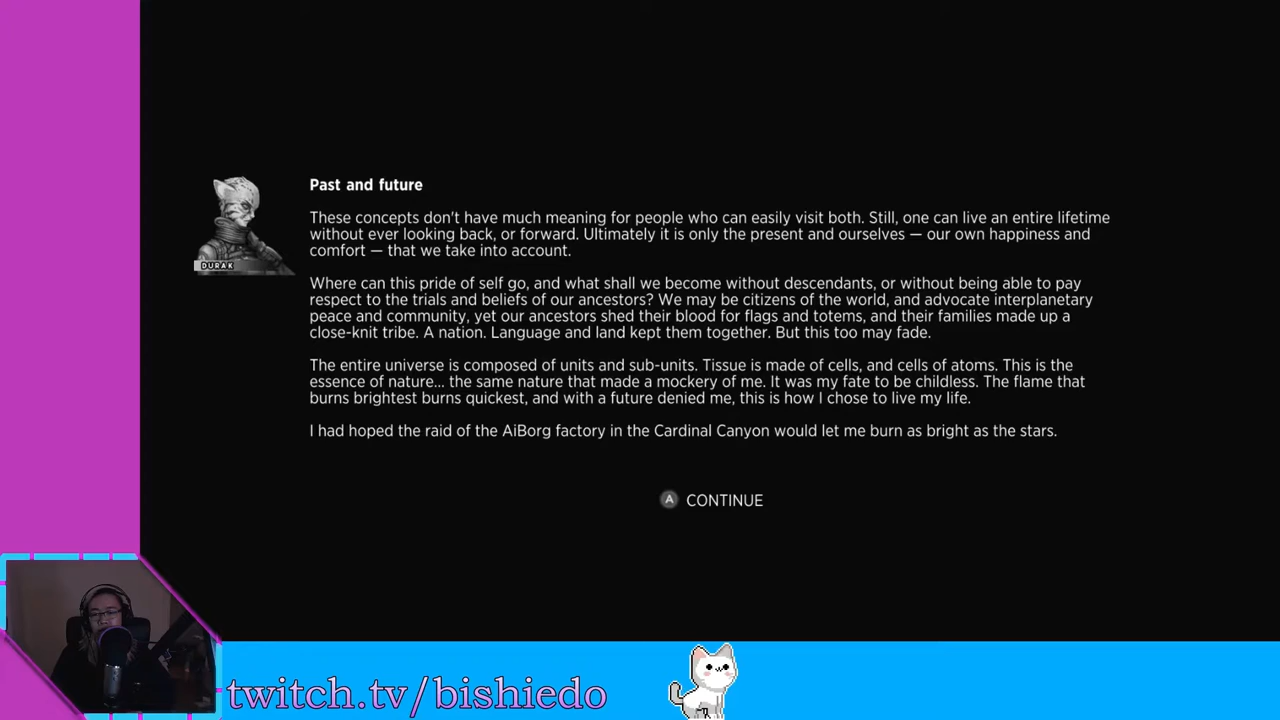 Past and future
These concepts don't have much meaning for people who can easily visit both. Still, one can live an entire lifetime
without ever looking back, or forward. Ultimately it is only the present and ourselves — our own happiness and
comfort — that we take into account.
Where can this pride of self go, and what shall we become without descendants, or without being able to pay
respect to the trials and beliefs of our ancestors? We may be citizens of the world, and advocate interplanetary
peace and community, yet our ancestors shed their blood for flags and totems, and their families made up a
close-knit tribe. A nation. Language and land kept them together. But this too may fade.
The entire universe is composed of units and sub-units. Tissue is made of cells, and cells of atoms. This is the
essence of nature... the same nature that made a mockery of me. It was my fate to be childless. The flame that
burns brightest burns quickest, and with a future denied me, this is how I chose to live my life.
I had hoped the raid of the AiBorg factory in the Cardinal Canyon would let me burn as bright as the stars.
DURAK
A CONTINUE
twitch.tv/bishiedo